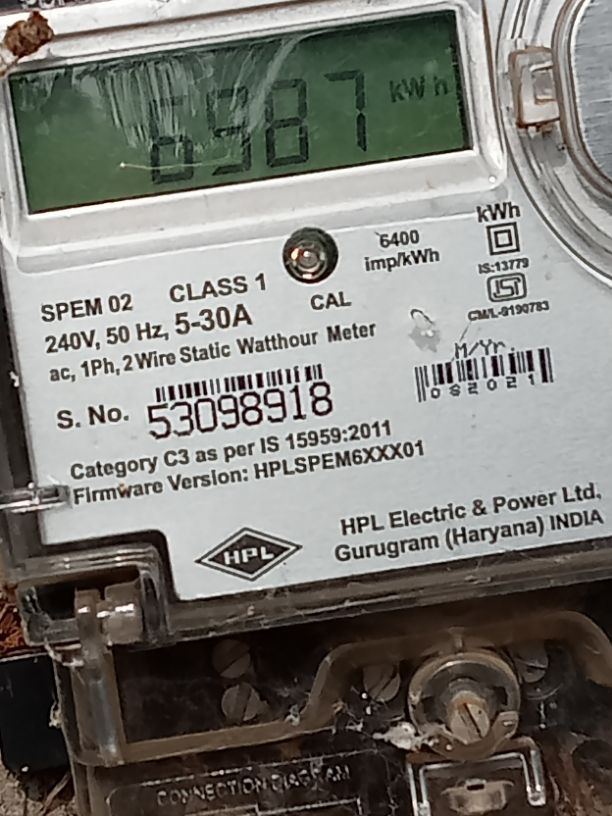 6987 kWh
kWh
6400
imp/kWh
IS:13779
SPEM 02 CLASS 1
CAL
CM/L-8190783
240V, 50 Hz, 5-30A
ac, 1Ph, 2 Wire Static Watthour Meter
M/Yr.
082021
S. No. 53098918
Category C3 as per IS 15959:2011
Firmware Version: HPLSPEM6XXX01
HPL
HPL Electric & Power Ltd,
Gurugram (Haryana) INDIA
CONNECTION DIAGRAM